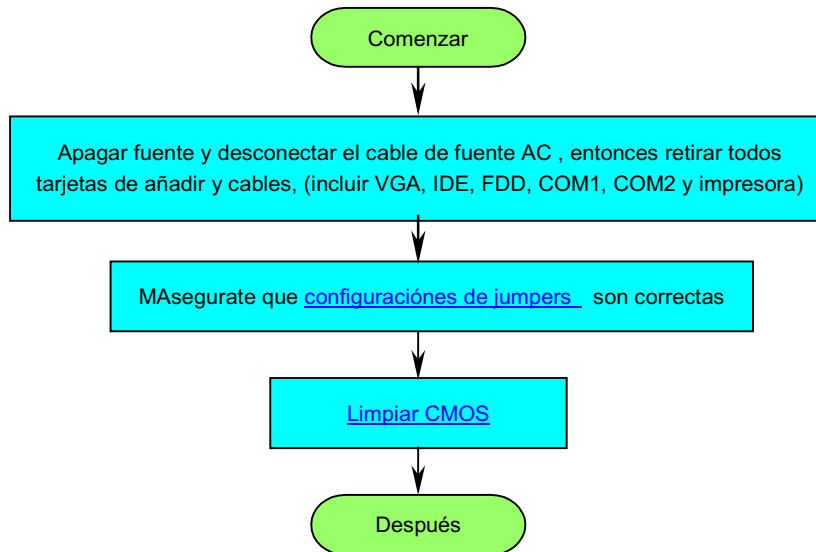 Comenzar
Apagar fuente y desconectar el cable de fuente AC , entonces retirar todos
tarjetas de añadir y cables, (incluir VGA, IDE, FDD, COM1, COM2 y impresora)
MAsegurate que configuraciónes de jumpers  son correctas
Limpiar CMOS
Después